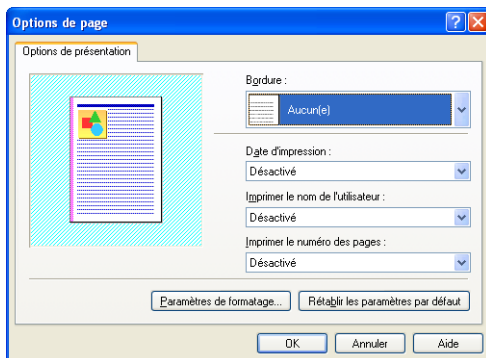 Options de page
Options de présentation
Bordure :
Aucun(e)
Date d'impression :
Désactivé
Imprimer le nom de l'utilisateur :
Désactivé
Imprimer le numéro des pages :
Désactivé
Paramètres de formatage... Rétablir les paramètres par défaut
OK Annuler Aide